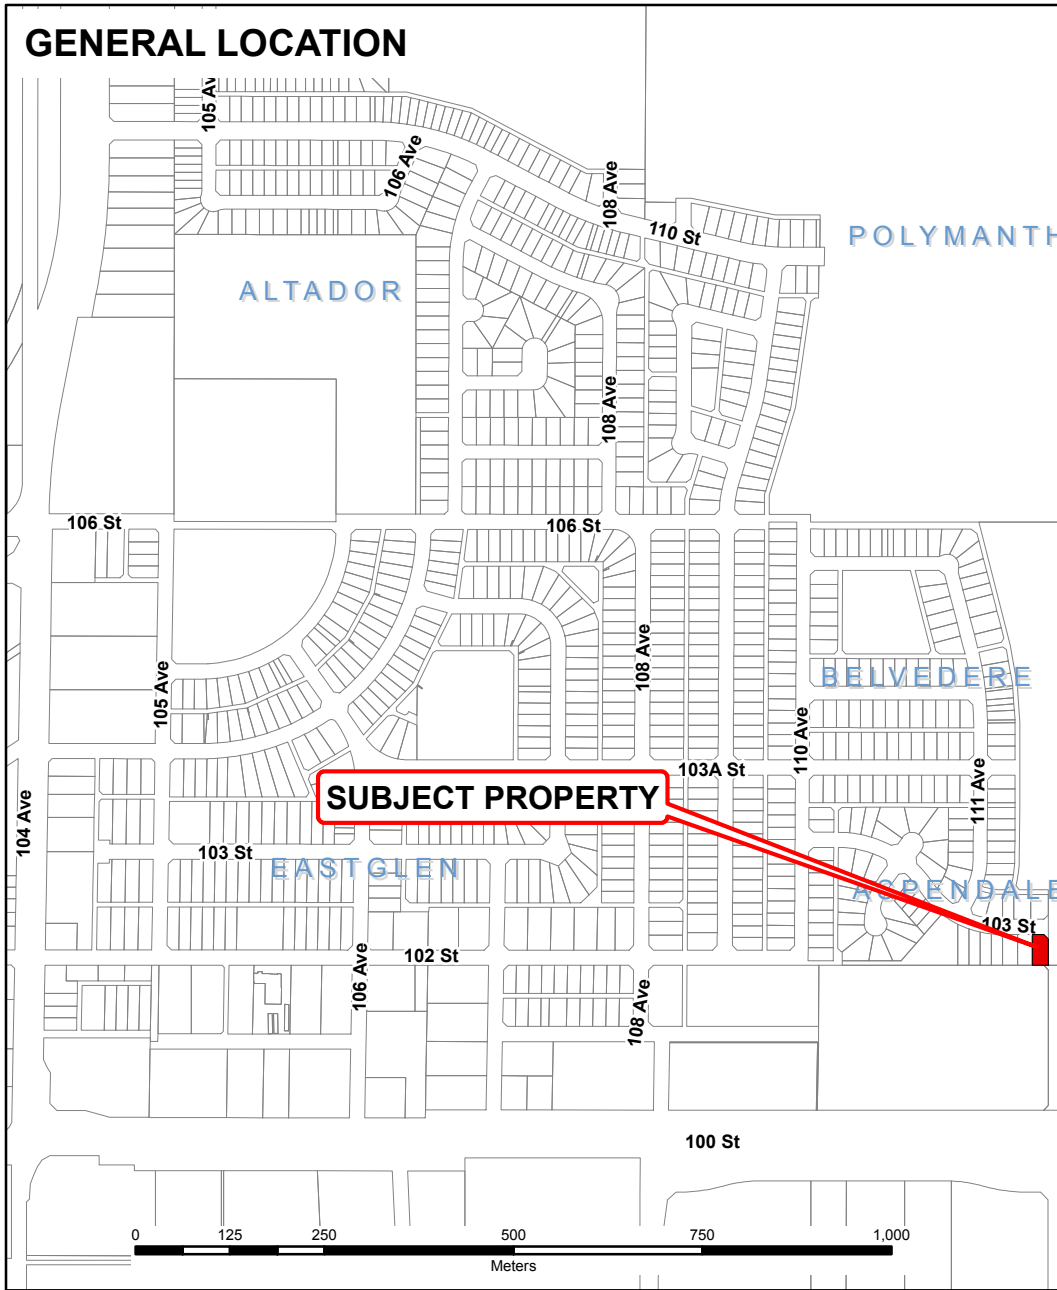 GENERAL LOCATION
105 Ave
106 Ave
108 Ave
110 St
POLYMANTH
ALTADOR
108 Ave
106 St
106 St
108 Ave
105 Ave
BELVEDERE
110 Ave
103A St
111 Ave
SUBJECT PROPERTY
104 Ave
103 St
EASTGLEN
ASPENDALE
103 St
102 St
106 Ave
108 Ave
100 St
0 125 250 500 750 1,000
Meters